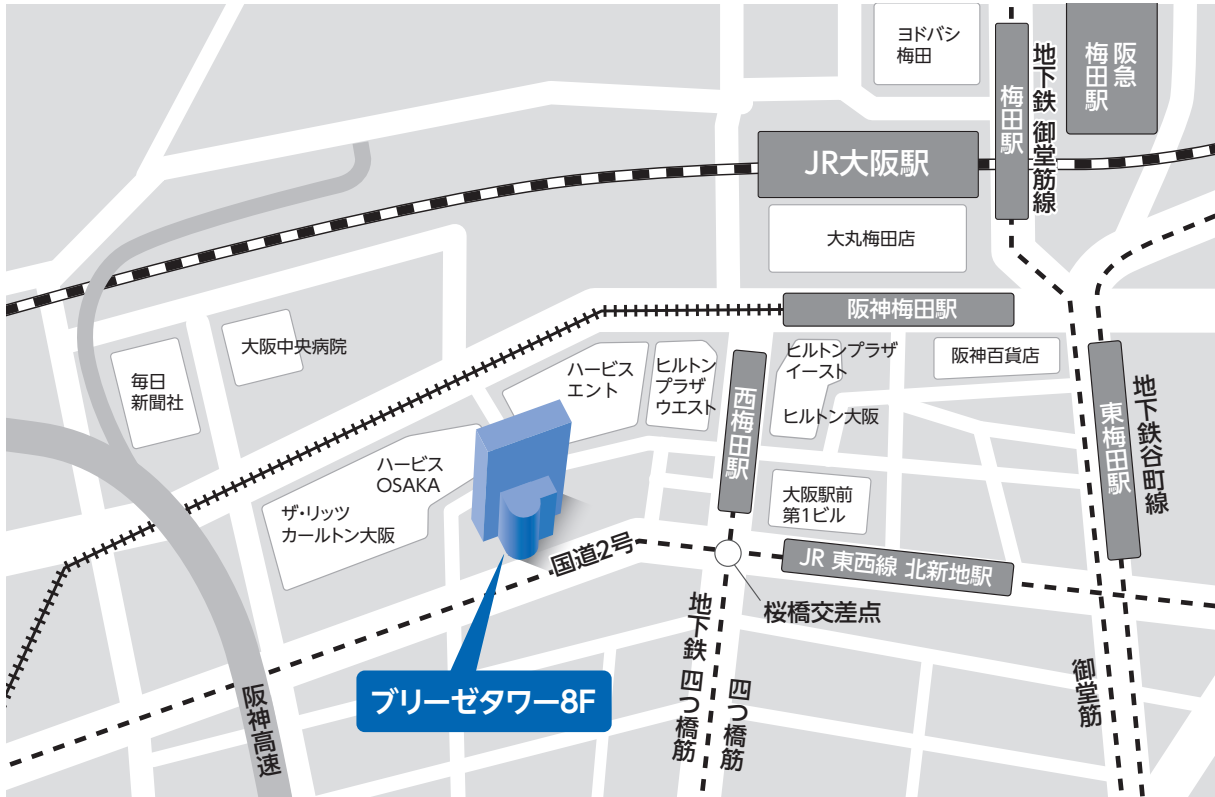 ヨドバシ
梅田
梅田駅
地下鉄 御堂筋線
阪急
梅田駅
JR大阪駅
大丸梅田店
阪神梅田駅
大阪中央病院
毎日
新聞社
ハービス
エント
ヒルトン
プラザ
ウエスト
西梅田駅
ヒルトンプラザ
イースト
ヒルトン大阪
阪神百貨店
東梅田駅
地下鉄谷町線
ハービス
OSAKA
ザ・リッツ
カールトン大阪
大阪駅前
第1ビル
国道2号
JR 東西線 北新地駅
桜橋交差点
ブリーゼタワー8F
阪神高速
地下鉄 四つ橋筋
四つ橋筋
御堂筋